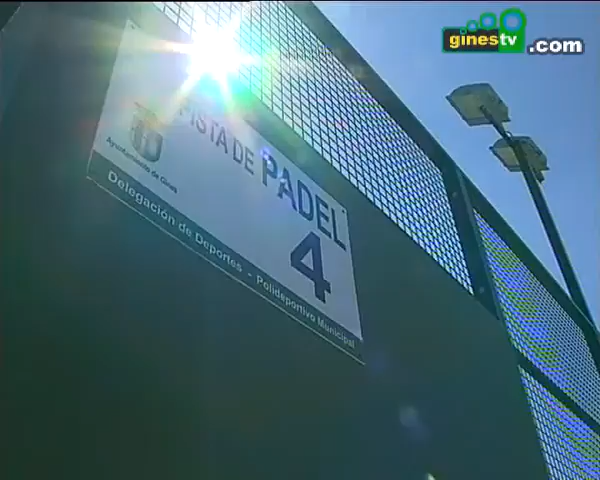 ginestv.com
PISTA DE PADEL
4
Ayuntamiento de Gines
Delegación de Deportes - Polideportivo Municipal